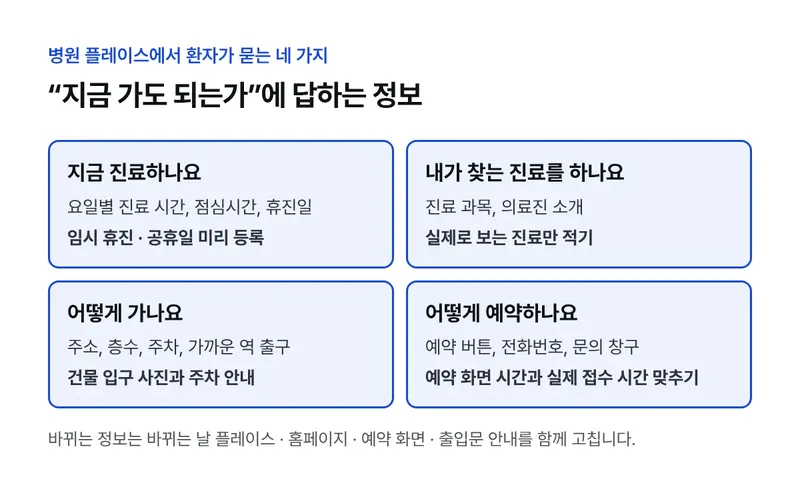 병원 플레이스에서 환자가 묻는 네 가지
“지금 가도 되는가”에 답하는 정보
지금 진료하나요
요일별 진료 시간, 점심시간, 휴진일
임시 휴진 · 공휴일 미리 등록
내가 찾는 진료를 하나요
진료 과목, 의료진 소개
실제로 보는 진료만 적기
어떻게 가나요
주소, 층수, 주차, 가까운 역 출구
건물 입구 사진과 주차 안내
어떻게 예약하나요
예약 버튼, 전화번호, 문의 창구
예약 화면 시간과 실제 접수 시간 맞추기
바뀌는 정보는 바뀌는 날 플레이스 · 홈페이지 · 예약 화면 · 출입문 안내를 함께 고칩니다.